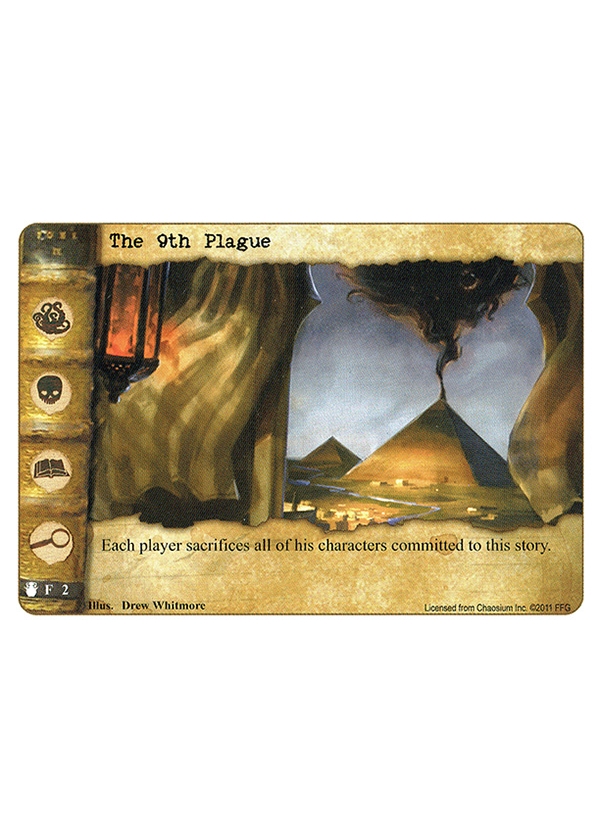 The 9th Plague
Each player sacrifices all of his characters committed to this story.
F 2
Illus. Drew Whitmore
Licensed from Chaosium Inc. ©2011 FFG